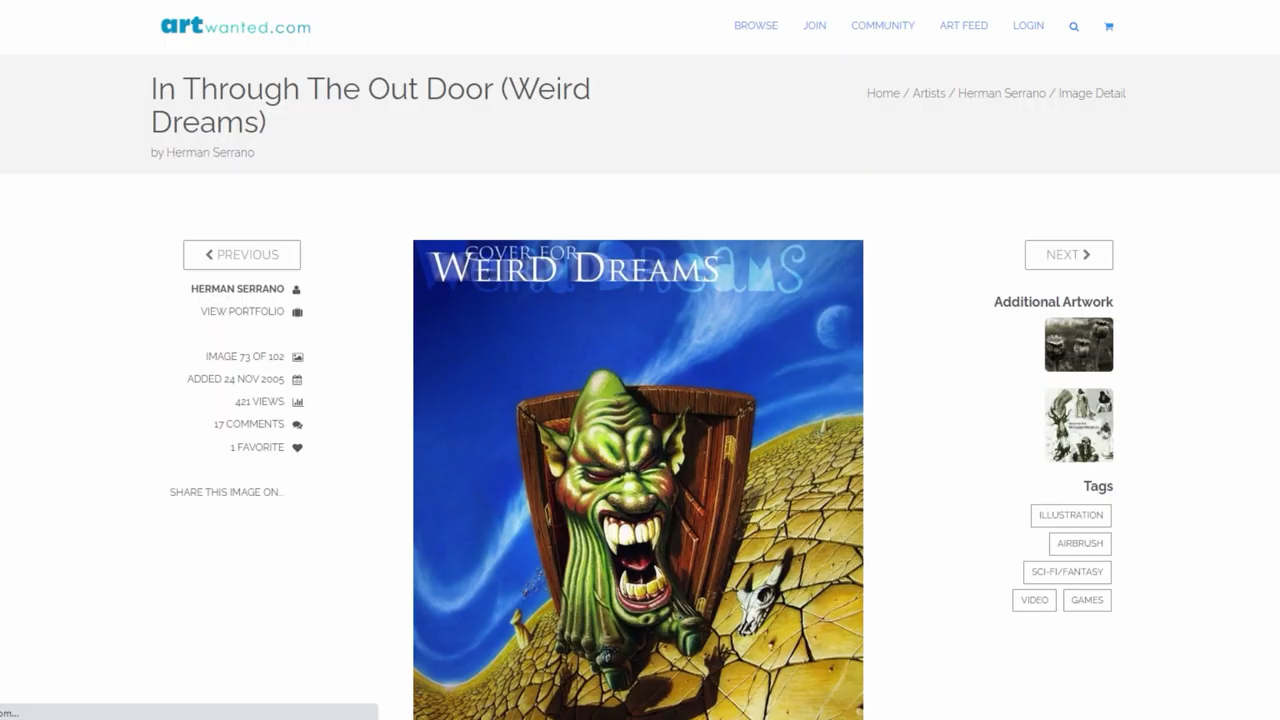 artwanted.com
BROWSE JOIN COMMUNITY ART FEED LOGIN
In Through The Out Door (Weird
Dreams)
by Herman Serrano
Home / Artists / Herman Serrano / Image Detail
PREVIOUS
HERMAN SERRANO
VIEW PORTFOLIO
IMAGE 73 OF 102
ADDED 24 NOV 2005
421 VIEWS
17 COMMENTS
1 FAVORITE
SHARE THIS IMAGE ON...
COVER FOR
WEIRD DREAMS
Weird Dreams
NEXT
Additional Artwork
Tags
ILLUSTRATION
AIRBRUSH
SCI-FI/FANTASY
VIDEO GAMES
om...